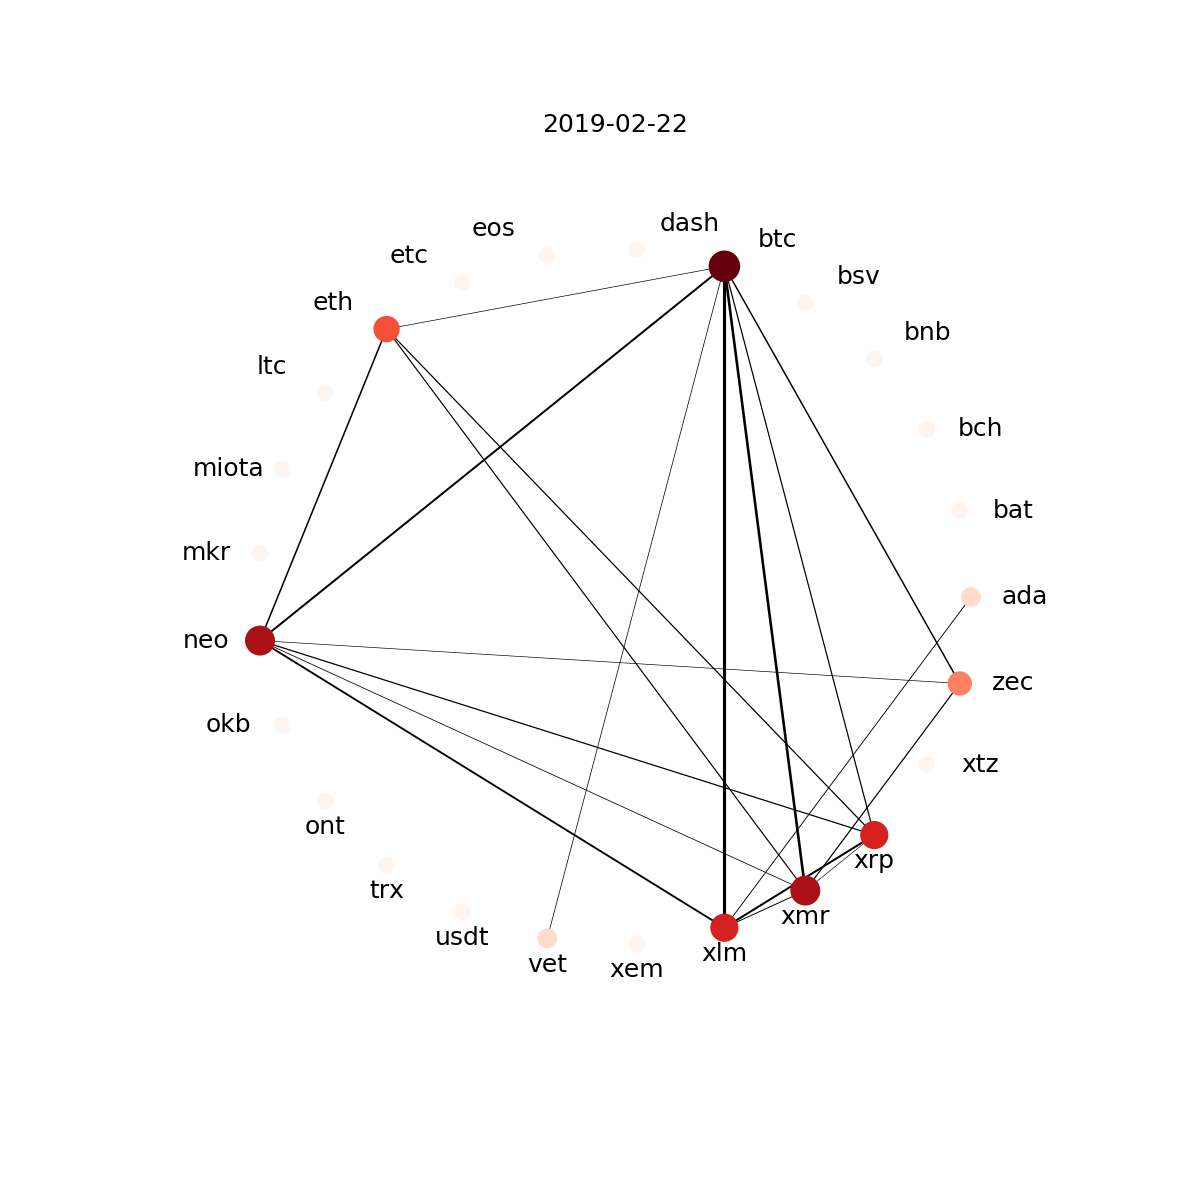 2019-02-22
dash
eos
btc
etc
bsv
eth
bnb
ltc
bch
miota
bat
mkr
ada
neo
zec
okb
xtz
ont
xrp
trx
xmr
usdt
xlm
vet
xem